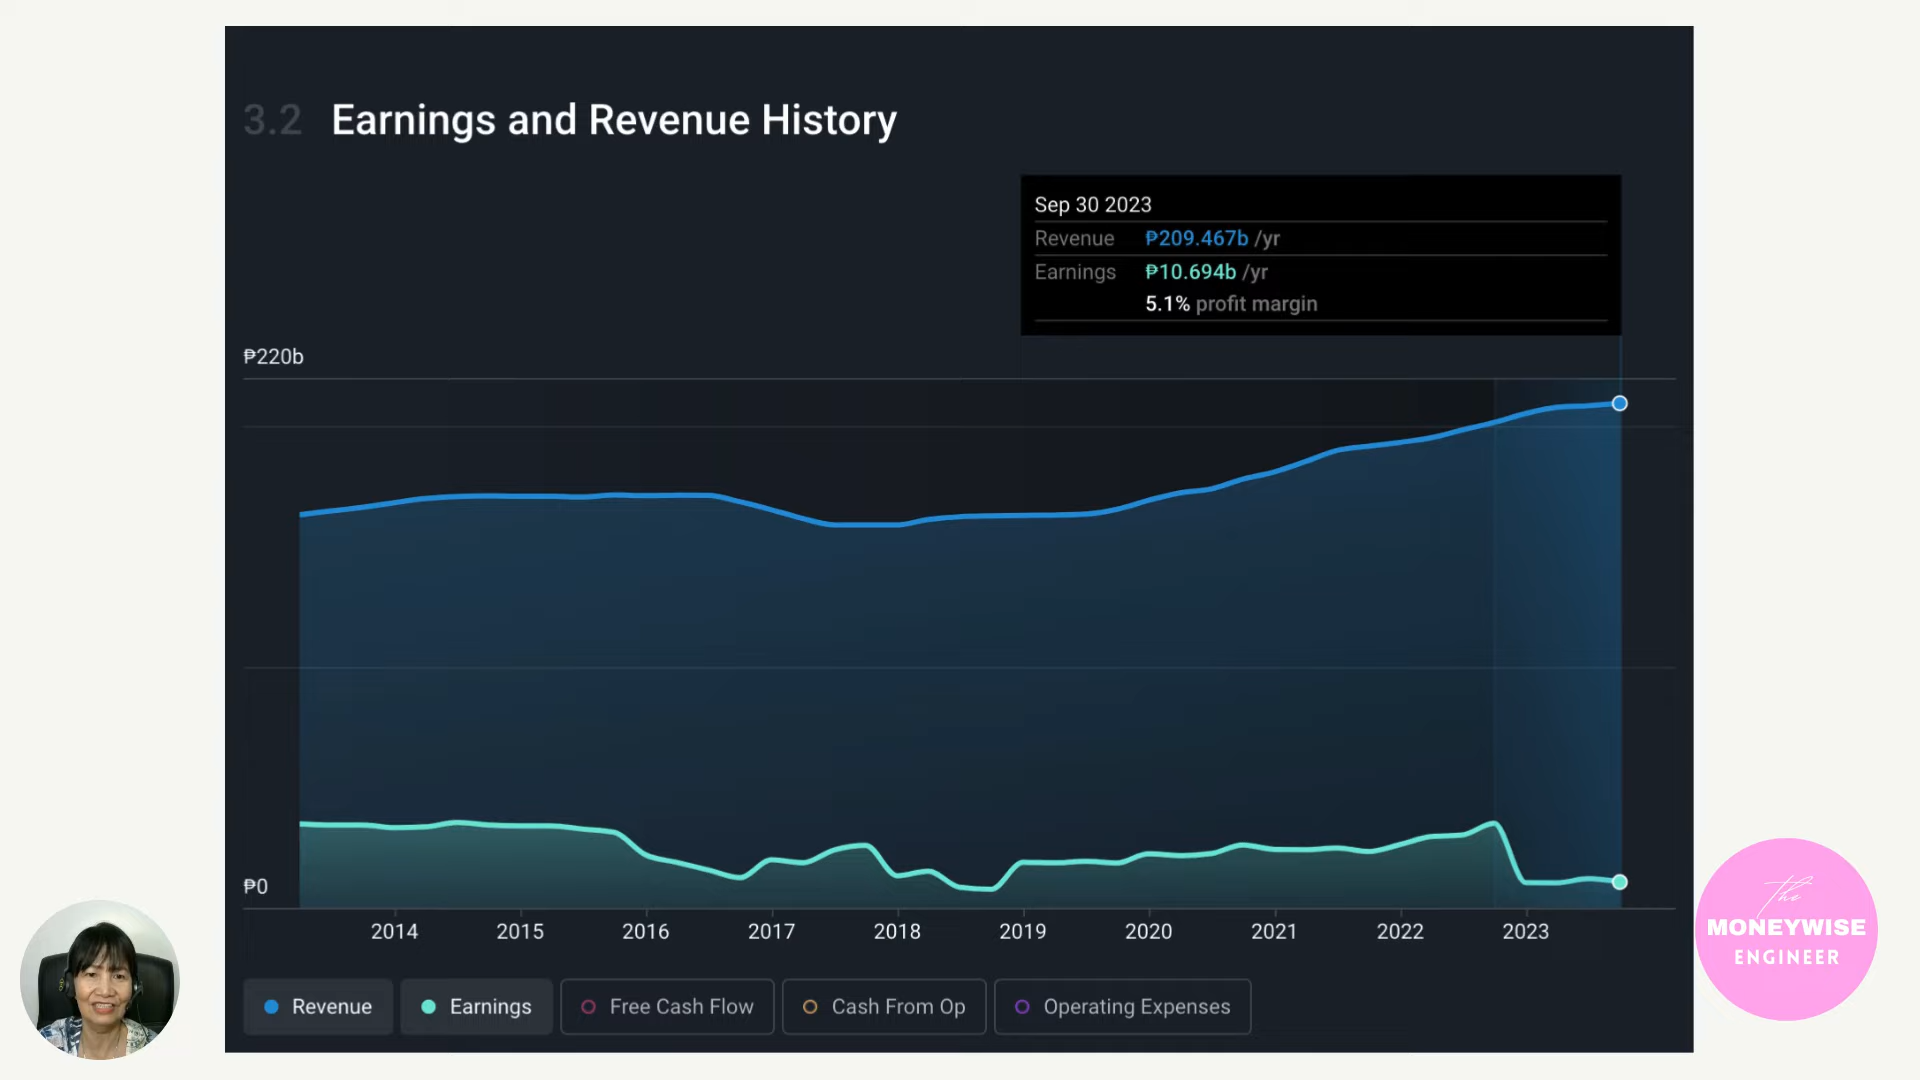 3.2 Earnings and Revenue History
Sep 30 2023
Revenue ₱209.467b /yr
Earnings ₱10.694b /yr
5.1% profit margin
₱220b
₱0
2014 2015 2016 2017 2018 2019 2020 2021 2022 2023
Revenue Earnings Free Cash Flow Cash From Op Operating Expenses
the
MONEYWISE
ENGINEER